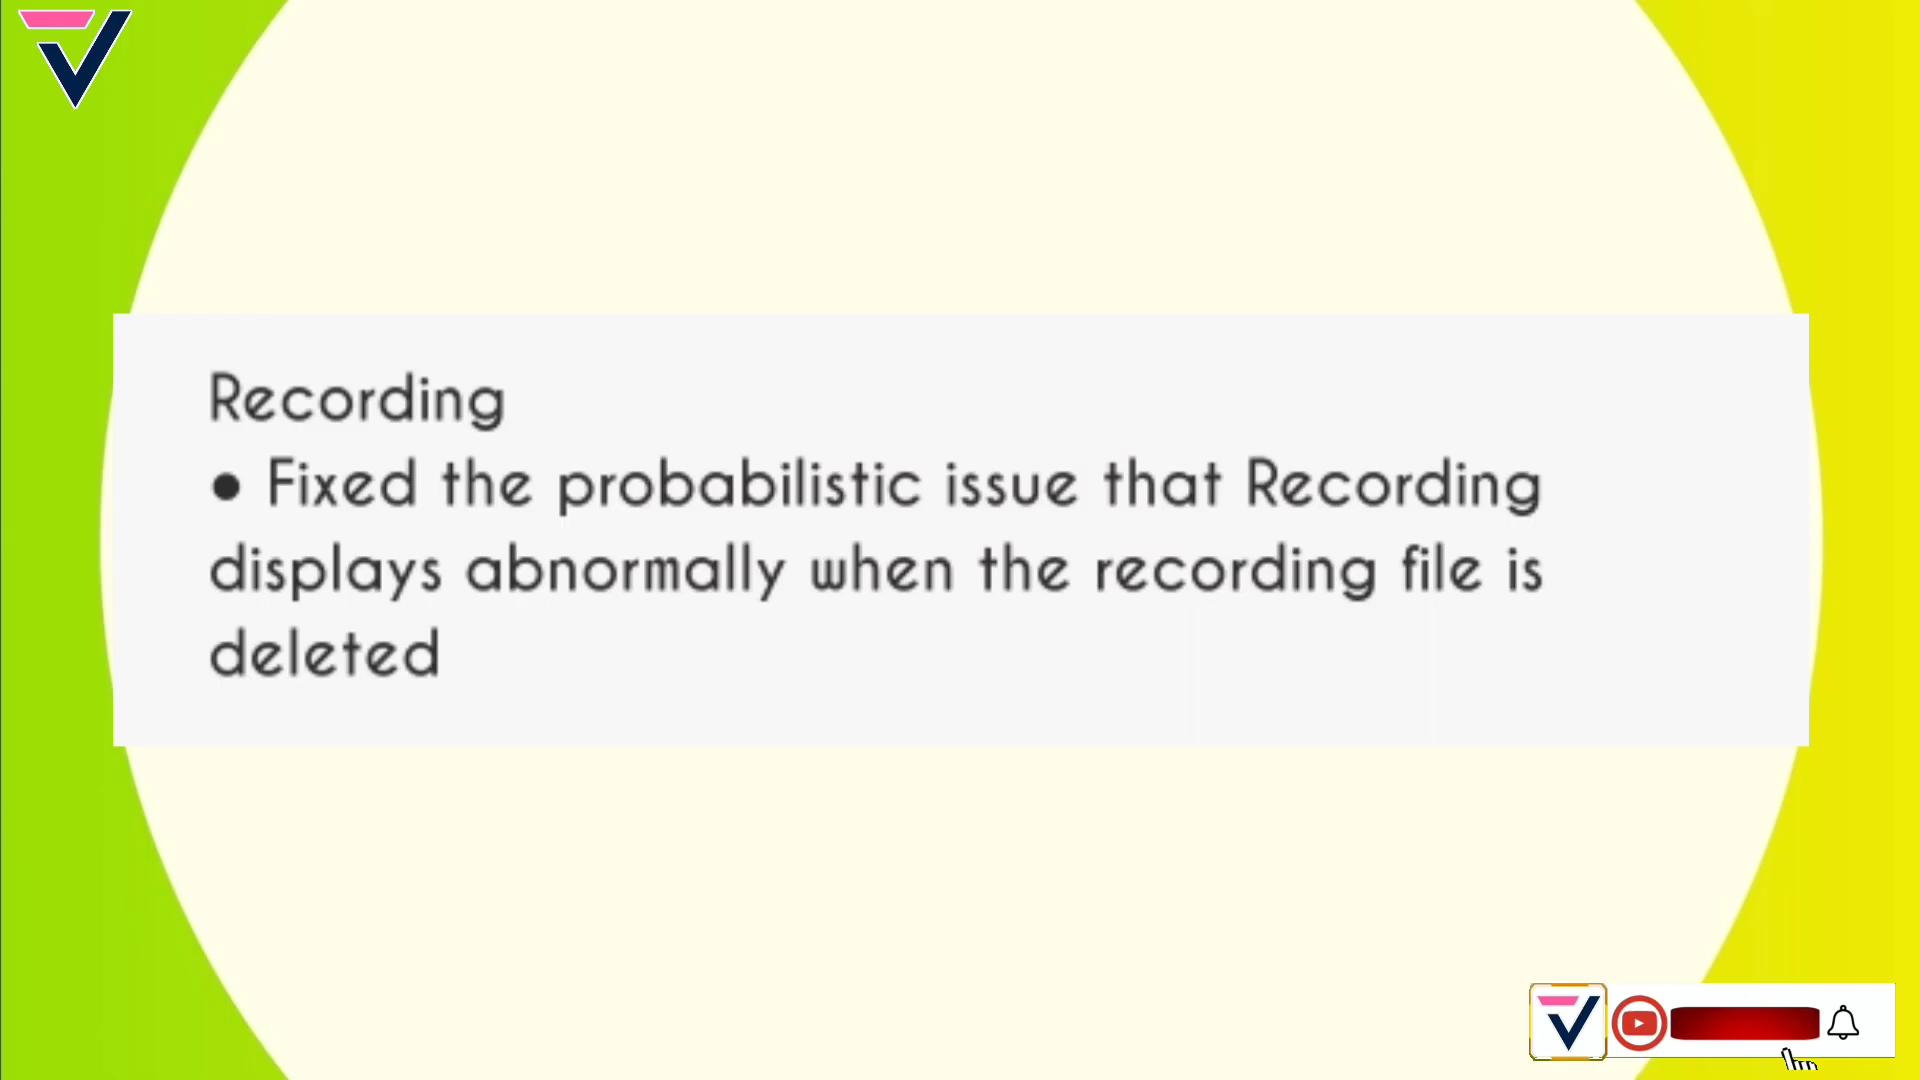 Recording
● Fixed the probabilistic issue that Recording
displays abnormally when the recording file is
deleted